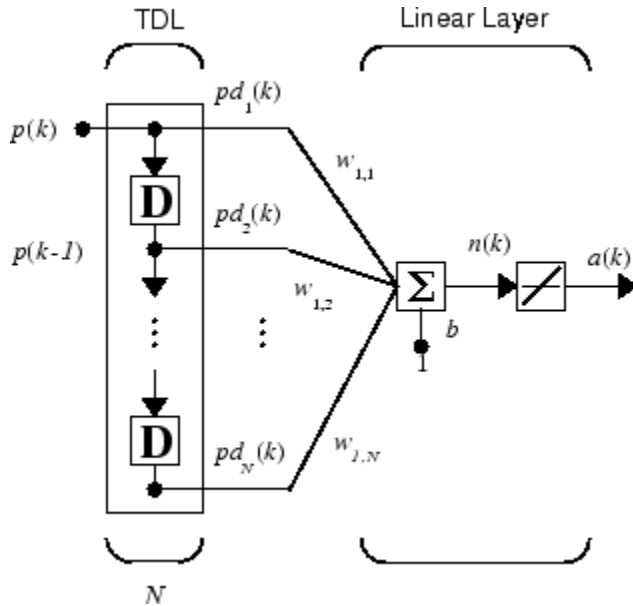 TDL Linear Layer
pd1(k)
p(k)
w1,1
D
pd2(k)
n(k) a(k)
p(k-1)
Σ
w1,2
b
1
D
pdN(k)
w1,N
N